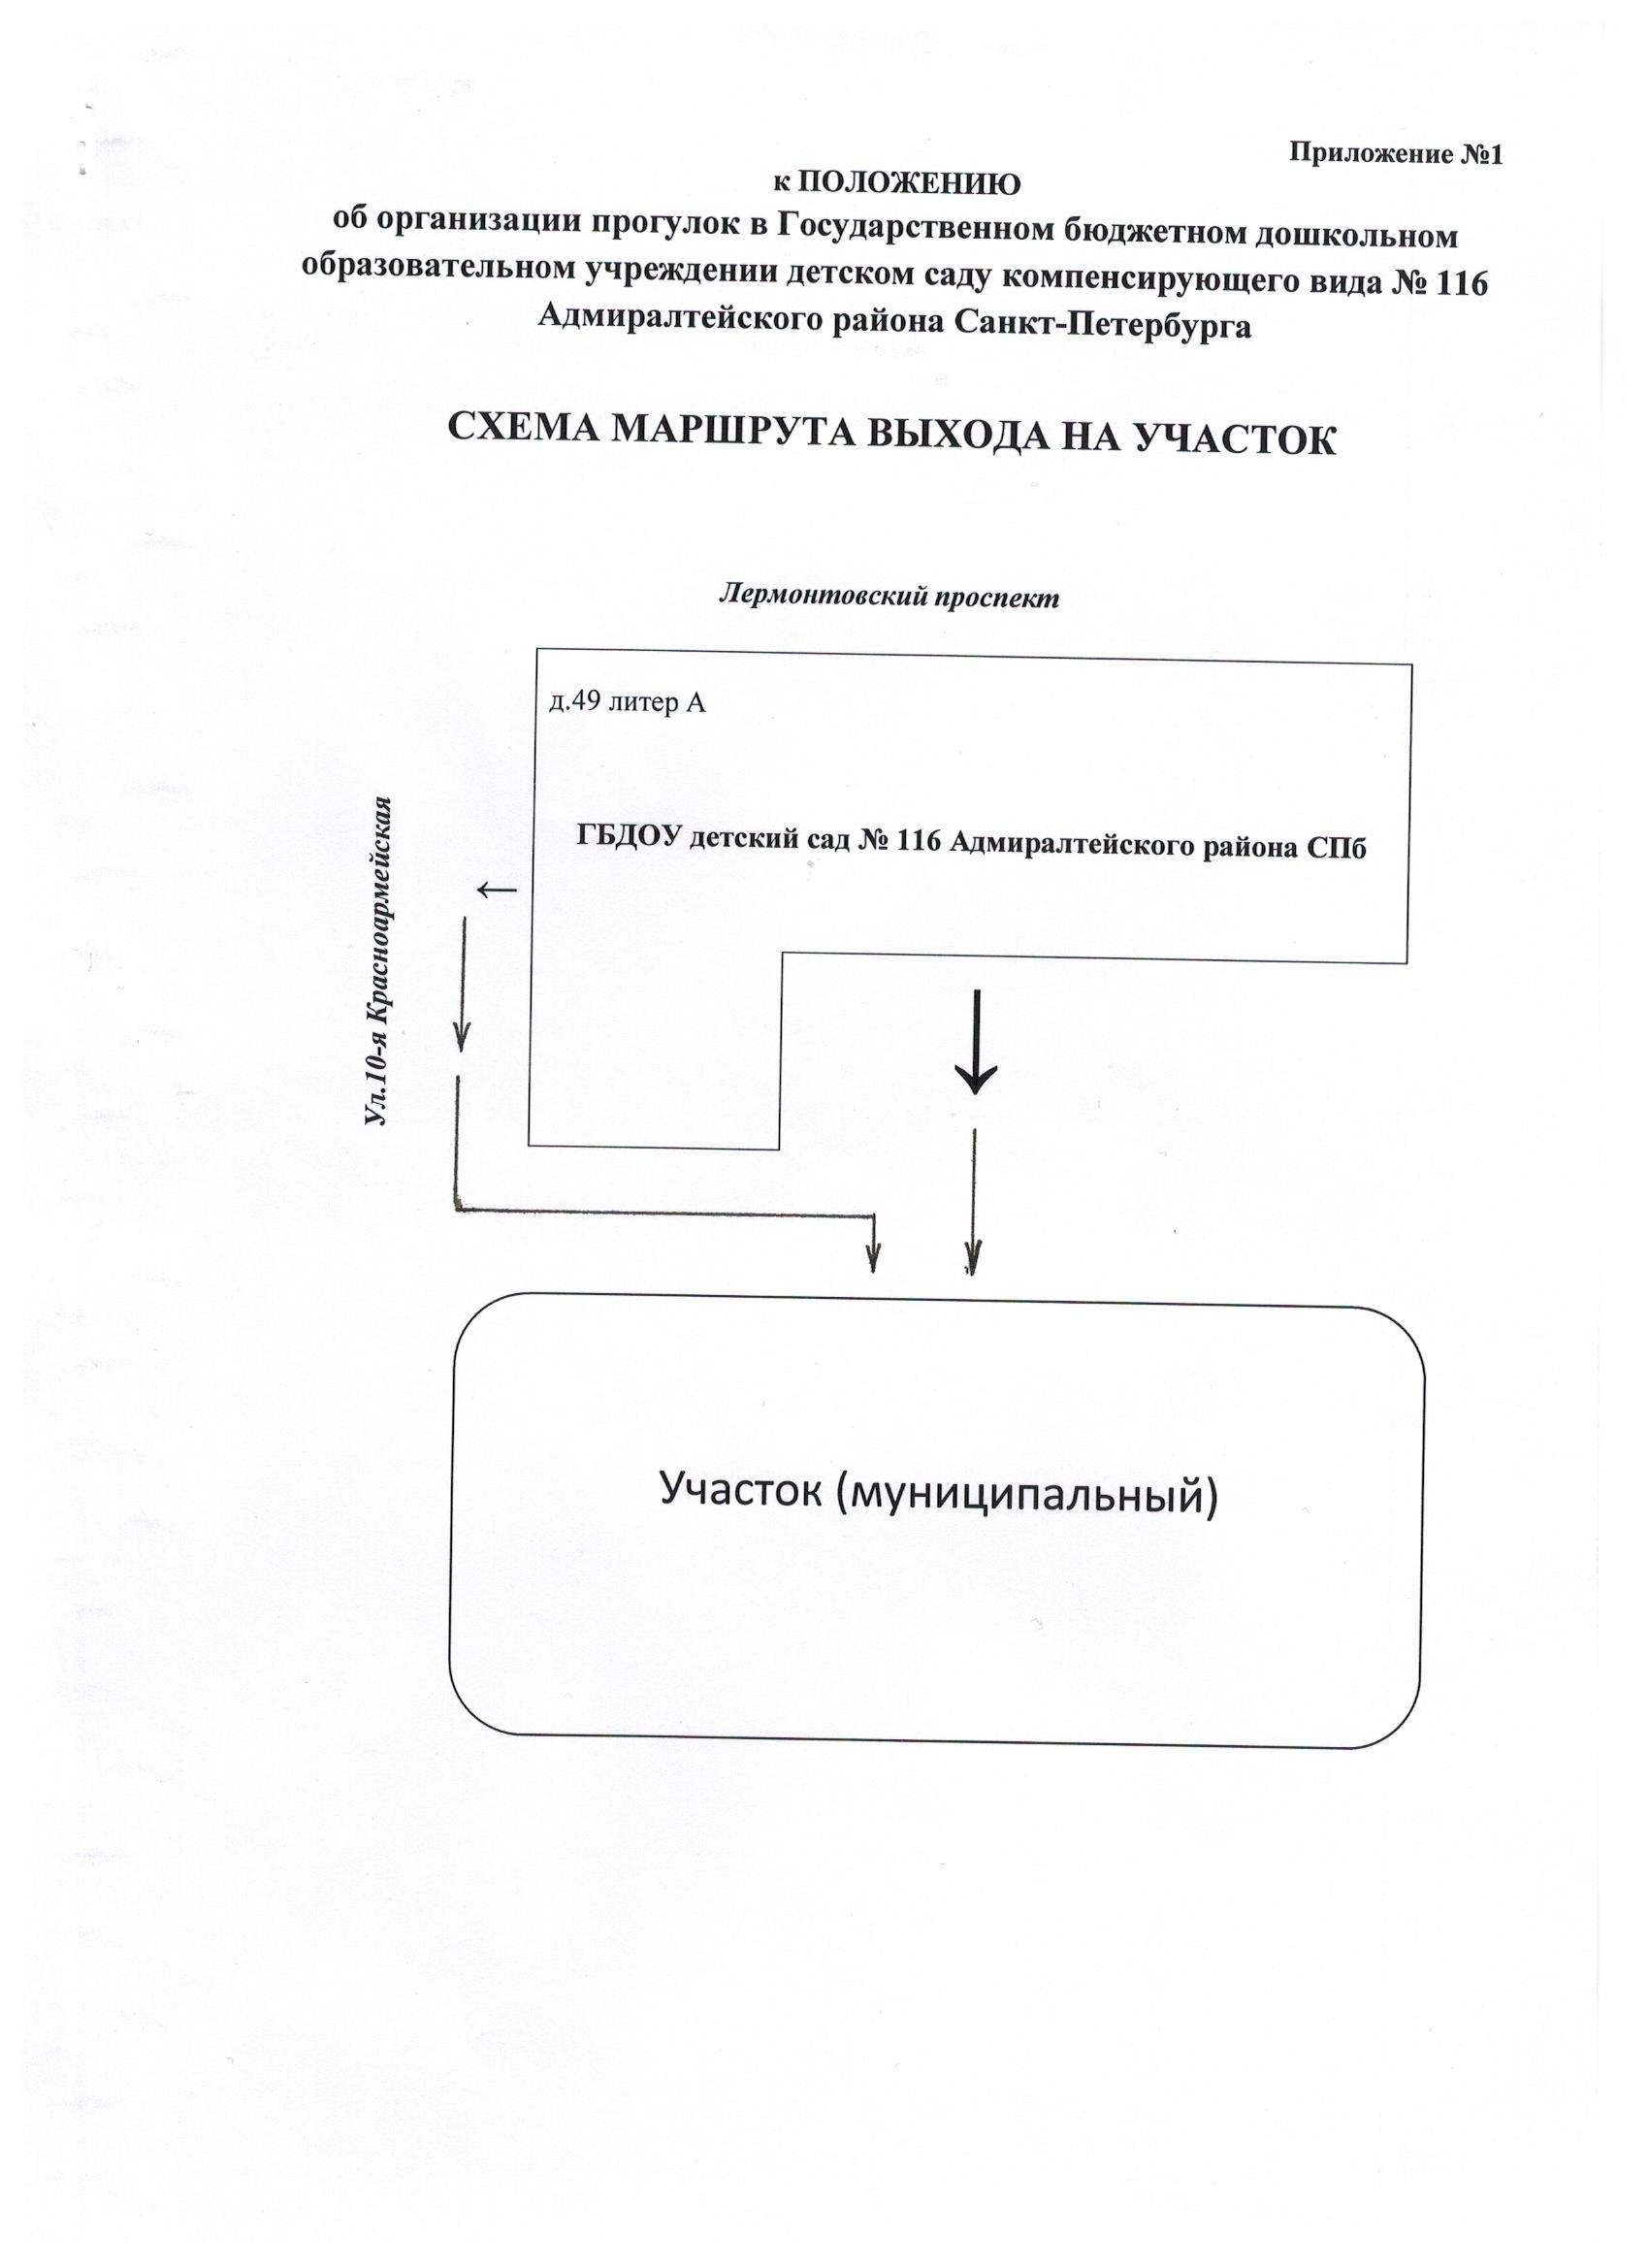 Приложение №1
к ПОЛОЖЕНИЮ
об организации прогулок в Государственном бюджетном дошкольном
образовательном учреждении детском саду компенсирующего вида № 116
Адмиралтейского района Санкт-Петербурга
СХЕМА МАРШРУТА ВЫХОДА НА УЧАСТОК
Лермонтовский проспект
д.49 литер А
ГБДОУ детский сад № 116 Адмиралтейского района СПб
Ул.10-я Красноармейская
Участок (муниципальный)